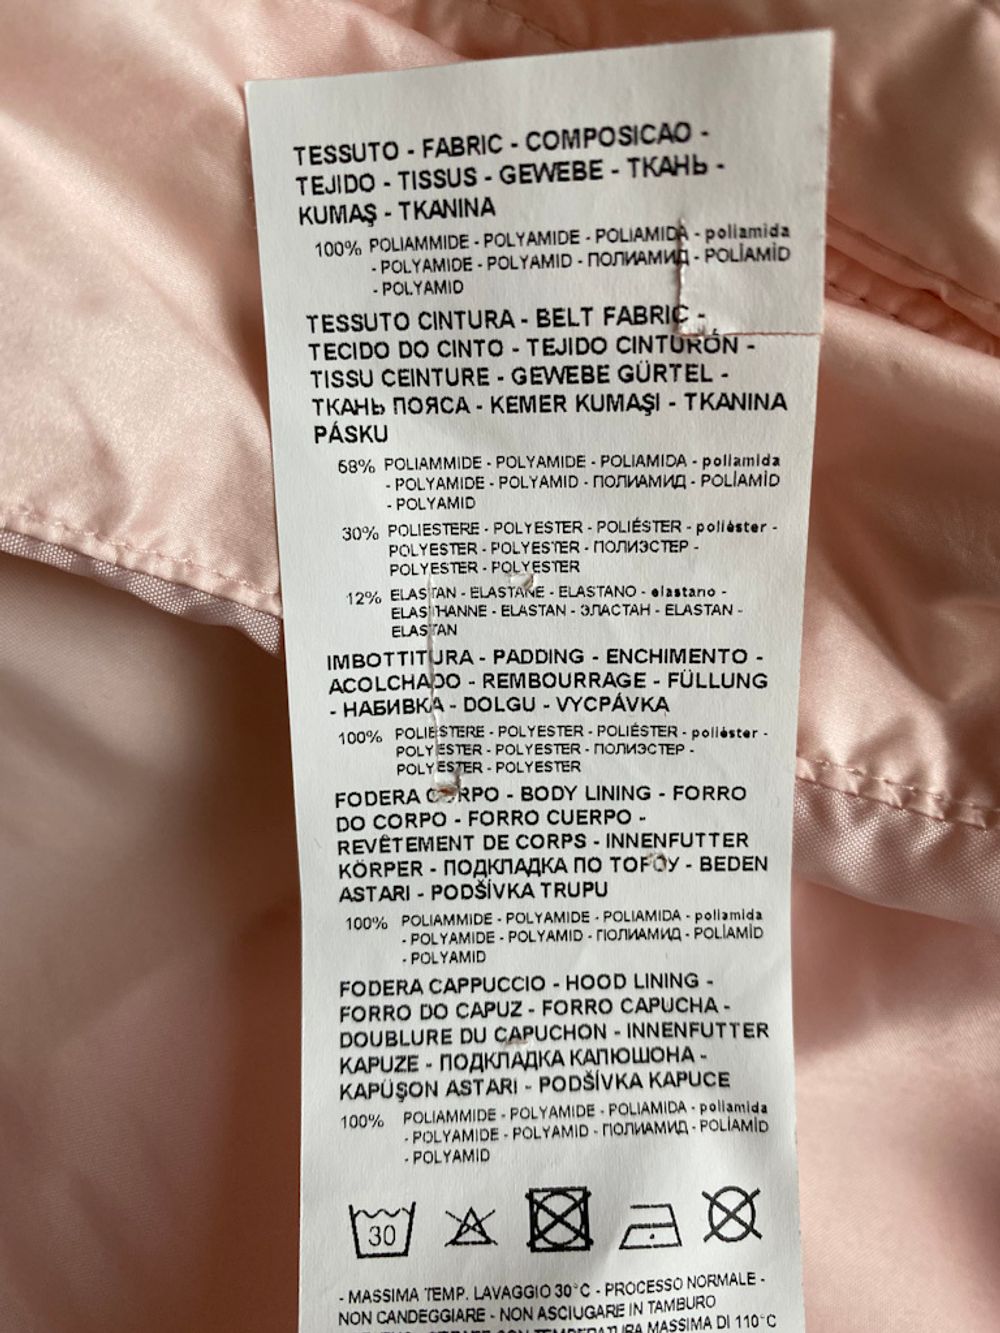 TESSUTO - FABRIC - COMPOSICAO -
TEJIDO - TISSUS - GEWEBE - ТКАНЬ -
KUMAŞ - TKANINA
100% POLIAMMIDE - POLYAMIDE - POLIAMIDA - poliamida
- POLYAMIDE - POLYAMID - ПОЛИАМИД - POLİAMİD
- POLYAMID
TESSUTO CINTURA - BELT FABRIC -
TECIDO DO CINTO - TEJIDO CINTURÓN -
TISSU CEINTURE - GEWEBE GÜRTEL -
ТКАНЬ ПОЯСА - KEMER KUMAŞI - TKANINA
PÁSKU
58% POLIAMMIDE - POLYAMIDE - POLIAMIDA - poliamida
- POLYAMIDE - POLYAMID - ПОЛИАМИД - POLİAMİD
- POLYAMID
30% POLIESTERE - POLYESTER - POLIÉSTER - poliéster -
POLYESTER - POLYESTER - ПОЛИЭСТЕР -
POLYESTER - POLYESTER
12% ELASTAN - ELASTANE - ELASTANO - elastano -
ELASTHANNE - ELASTAN - ЭЛАСТАН - ELASTAN -
ELASTAN
IMBOTTITURA - PADDING - ENCHIMENTO -
ACOLCHADO - REMBOURRAGE - FÜLLUNG
- НАБИВКА - DOLGU - VYCPÁVKA
100% POLIESTERE - POLYESTER - POLIÉSTER - poliéster -
POLYESTER - POLYESTER - ПОЛИЭСТЕР -
POLYESTER - POLYESTER
FODERA CORPO - BODY LINING - FORRO
DO CORPO - FORRO CUERPO -
REVÊTEMENT DE CORPS - INNENFUTTER
KÖRPER - ПОДКЛАДКА ПО - BEDEN
ASTARI - PODŠÍVKA TRUPU
100% POLIAMMIDE - POLYAMIDE - POLIAMIDA - poliamida
- POLYAMIDE - POLYAMID - ПОЛИАМИД - POLİAMİD
- POLYAMID
FODERA CAPPUCCIO - HOOD LINING -
FORRO DO CAPUZ - FORRO CAPUCHA -
DOUBLURE DU CAPUCHON - INNENFUTTER
KAPUZE - ПОДКЛАДКА КАПЮШОНА -
KAPÜŞON ASTARI - PODŠÍVKA KAPUCE
100% POLIAMMIDE - POLYAMIDE - POLIAMIDA - poliamida
- POLYAMIDE - POLYAMID - ПОЛИАМИД - POLİAMİD
- POLYAMID
30
- MASSIMA TEMP. LAVAGGIO 30°C - PROCESSO NORMALE -
NON CANDEGGIARE - NON ASCIUGARE IN TAMBURO
TEMPERATURA MASSIMA DI 110°C